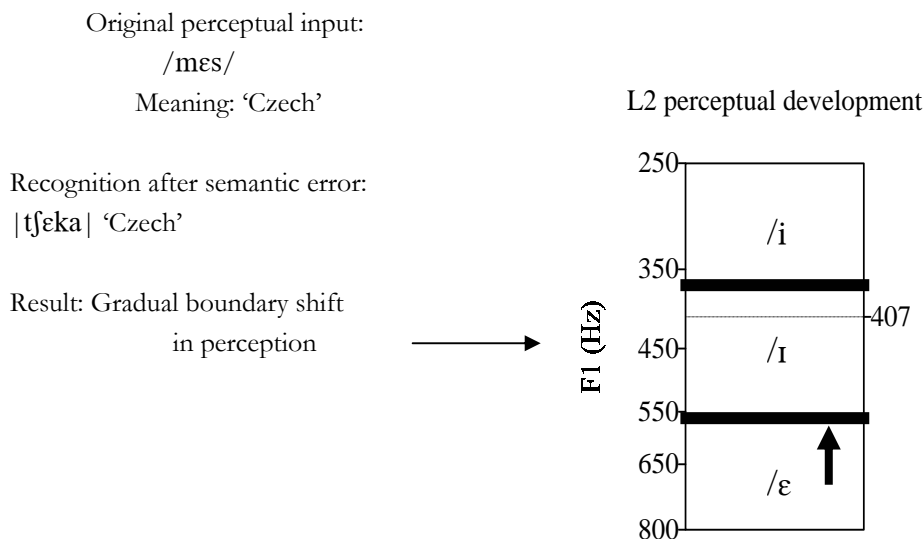 Original perceptual input:
/mɛs/
Meaning: ‘Czech’
Recognition after semantic error:
|tʃɛka| ‘Czech’
Result: Gradual boundary shift
in perception
L2 perceptual development
250
/i
350
407
F1 (Hz)
/ɪ
450
550
650
/ɛ
800